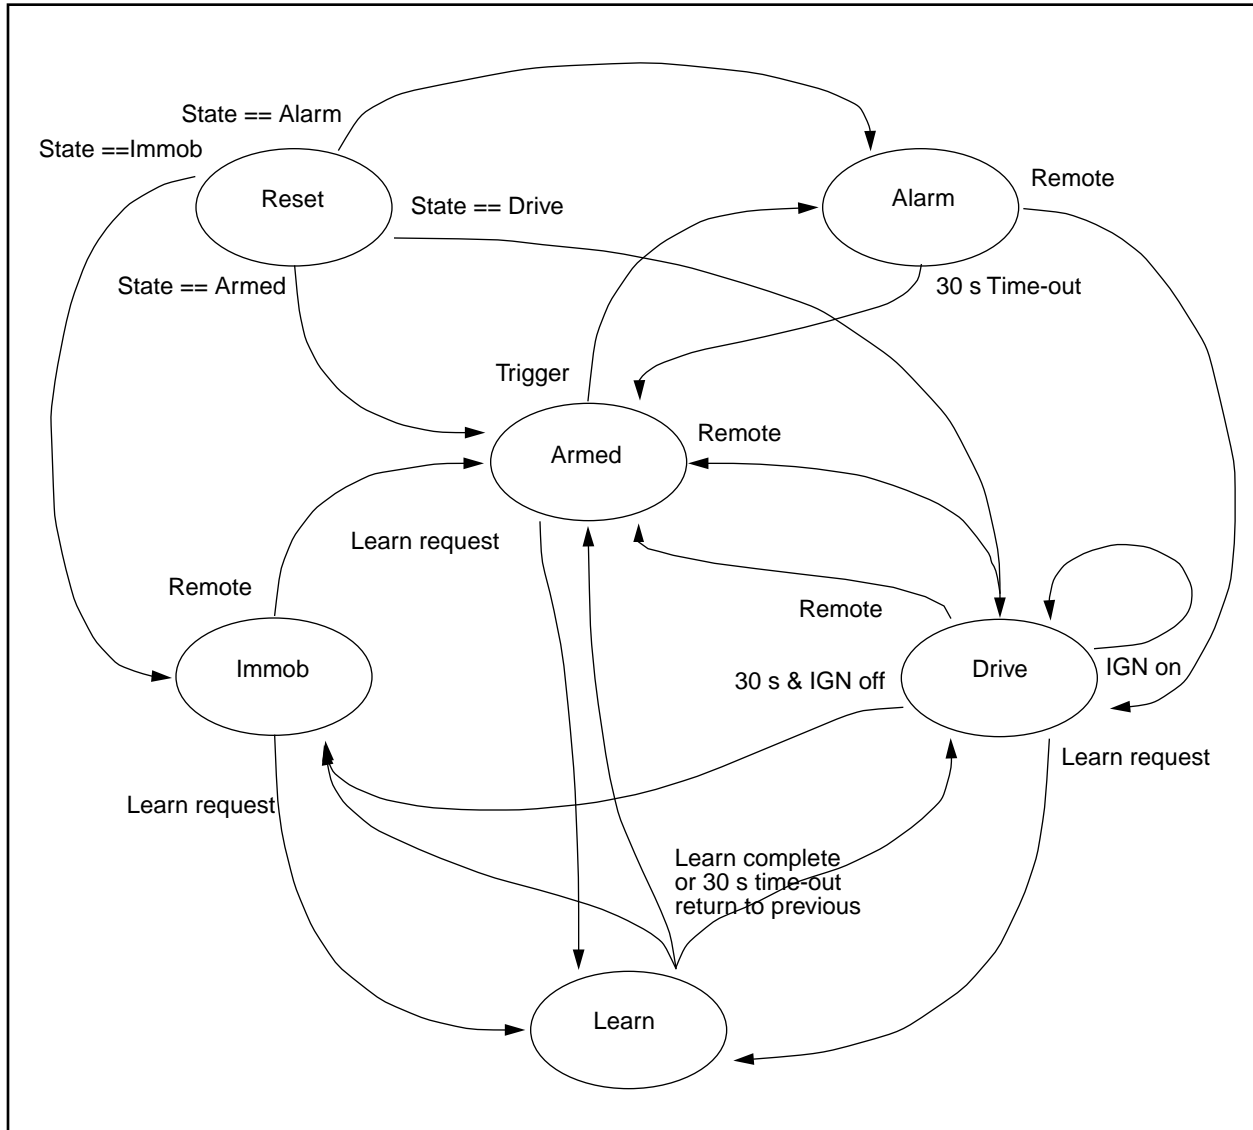 State == Alarm
State ==Immob
Reset
State == Drive
State == Armed
Alarm
Remote
30 s Time-out
Trigger
Armed
Remote
Learn request
Remote
Immob
Remote
30 s & IGN off
Drive
IGN on
Learn request
Learn request
Learn complete
or 30 s time-out
return to previous
Learn